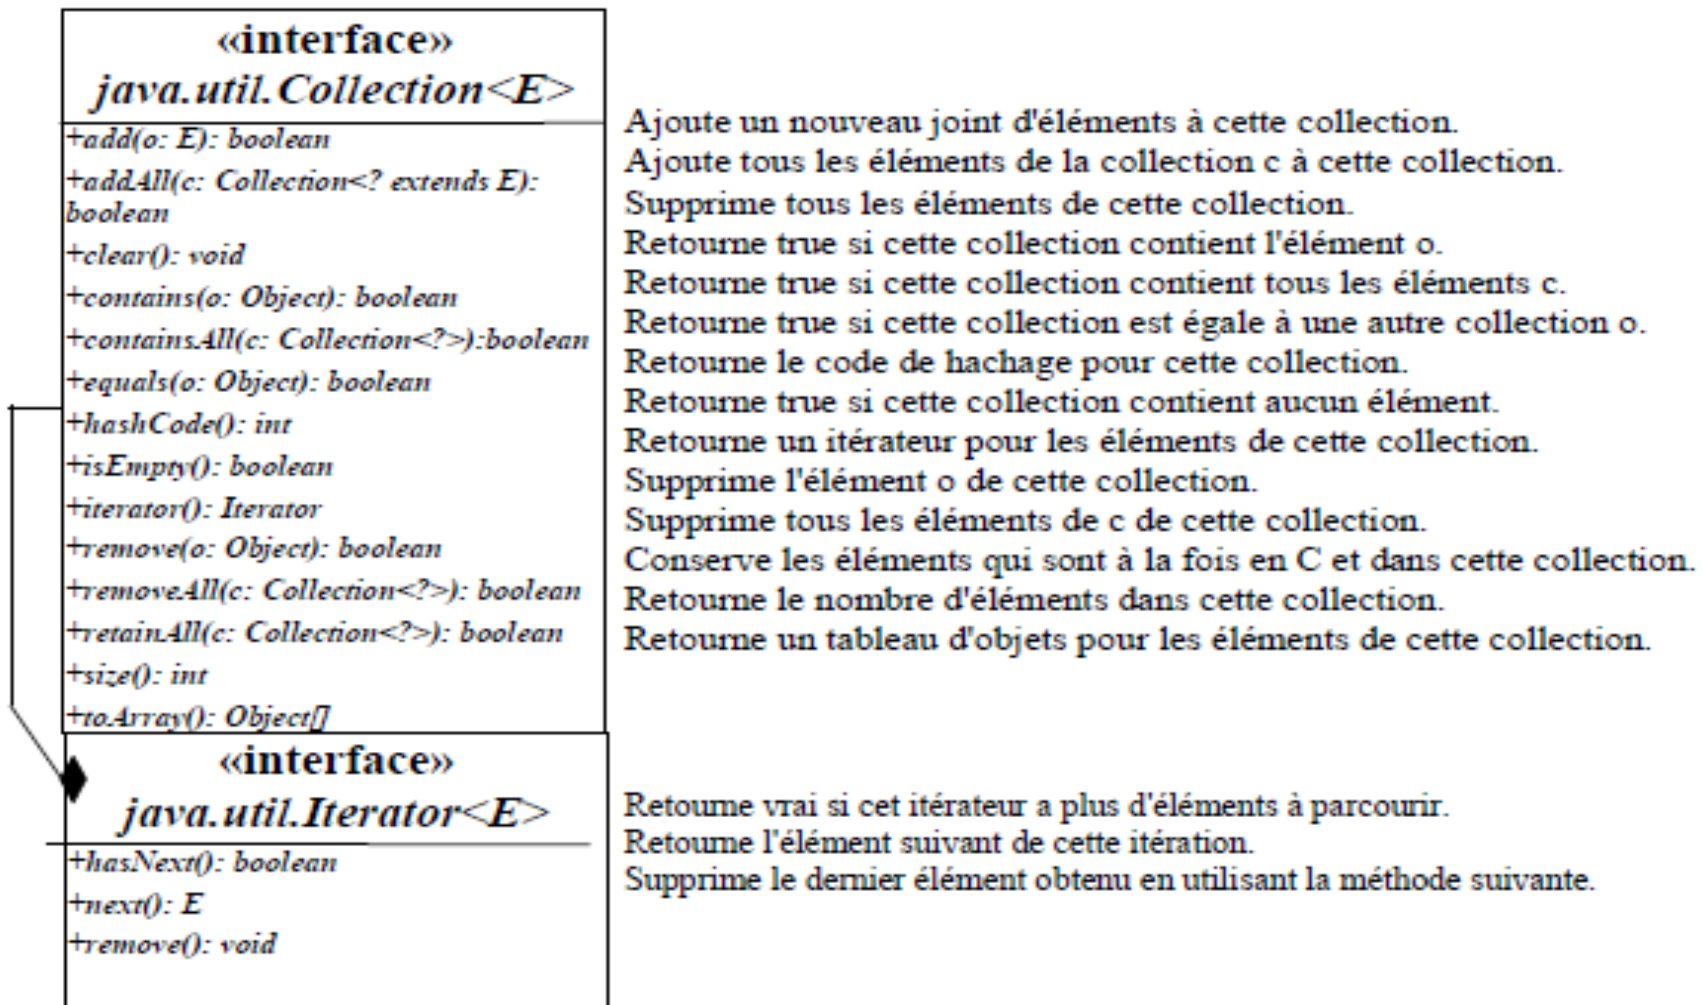 «interface»
java.util.Collection<E>
+add(o: E): boolean
+addAll(c: Collection<? extends E):
boolean
+clear(): void
+contains(o: Object): boolean
+containsAll(c: Collection<?>):boolean
+equals(o: Object): boolean
+hashCode(): int
+isEmpty(): boolean
+iterator(): Iterator
+remove(o: Object): boolean
+removeAll(c: Collection<?>): boolean
+retainAll(c: Collection<?>): boolean
+size(): int
+toArray(): Object[]
Ajoute un nouveau joint d'éléments à cette collection.
Ajoute tous les éléments de la collection c à cette collection.
Supprime tous les éléments de cette collection.
Retourne true si cette collection contient l'élément o.
Retourne true si cette collection contient tous les éléments c.
Retourne true si cette collection est égale à une autre collection o.
Retourne le code de hachage pour cette collection.
Retourne true si cette collection contient aucun élément.
Retourne un itérateur pour les éléments de cette collection.
Supprime l'élément o de cette collection.
Supprime tous les éléments de c de cette collection.
Conserve les éléments qui sont à la fois en C et dans cette collection.
Retourne le nombre d'éléments dans cette collection.
Retourne un tableau d'objets pour les éléments de cette collection.
«interface»
java.util.Iterator<E>
+hasNext(): boolean
+next(): E
+remove(): void
Retourne vrai si cet itérateur a plus d'éléments à parcourir.
Retourne l'élément suivant de cette itération.
Supprime le dernier élément obtenu en utilisant la méthode suivante.